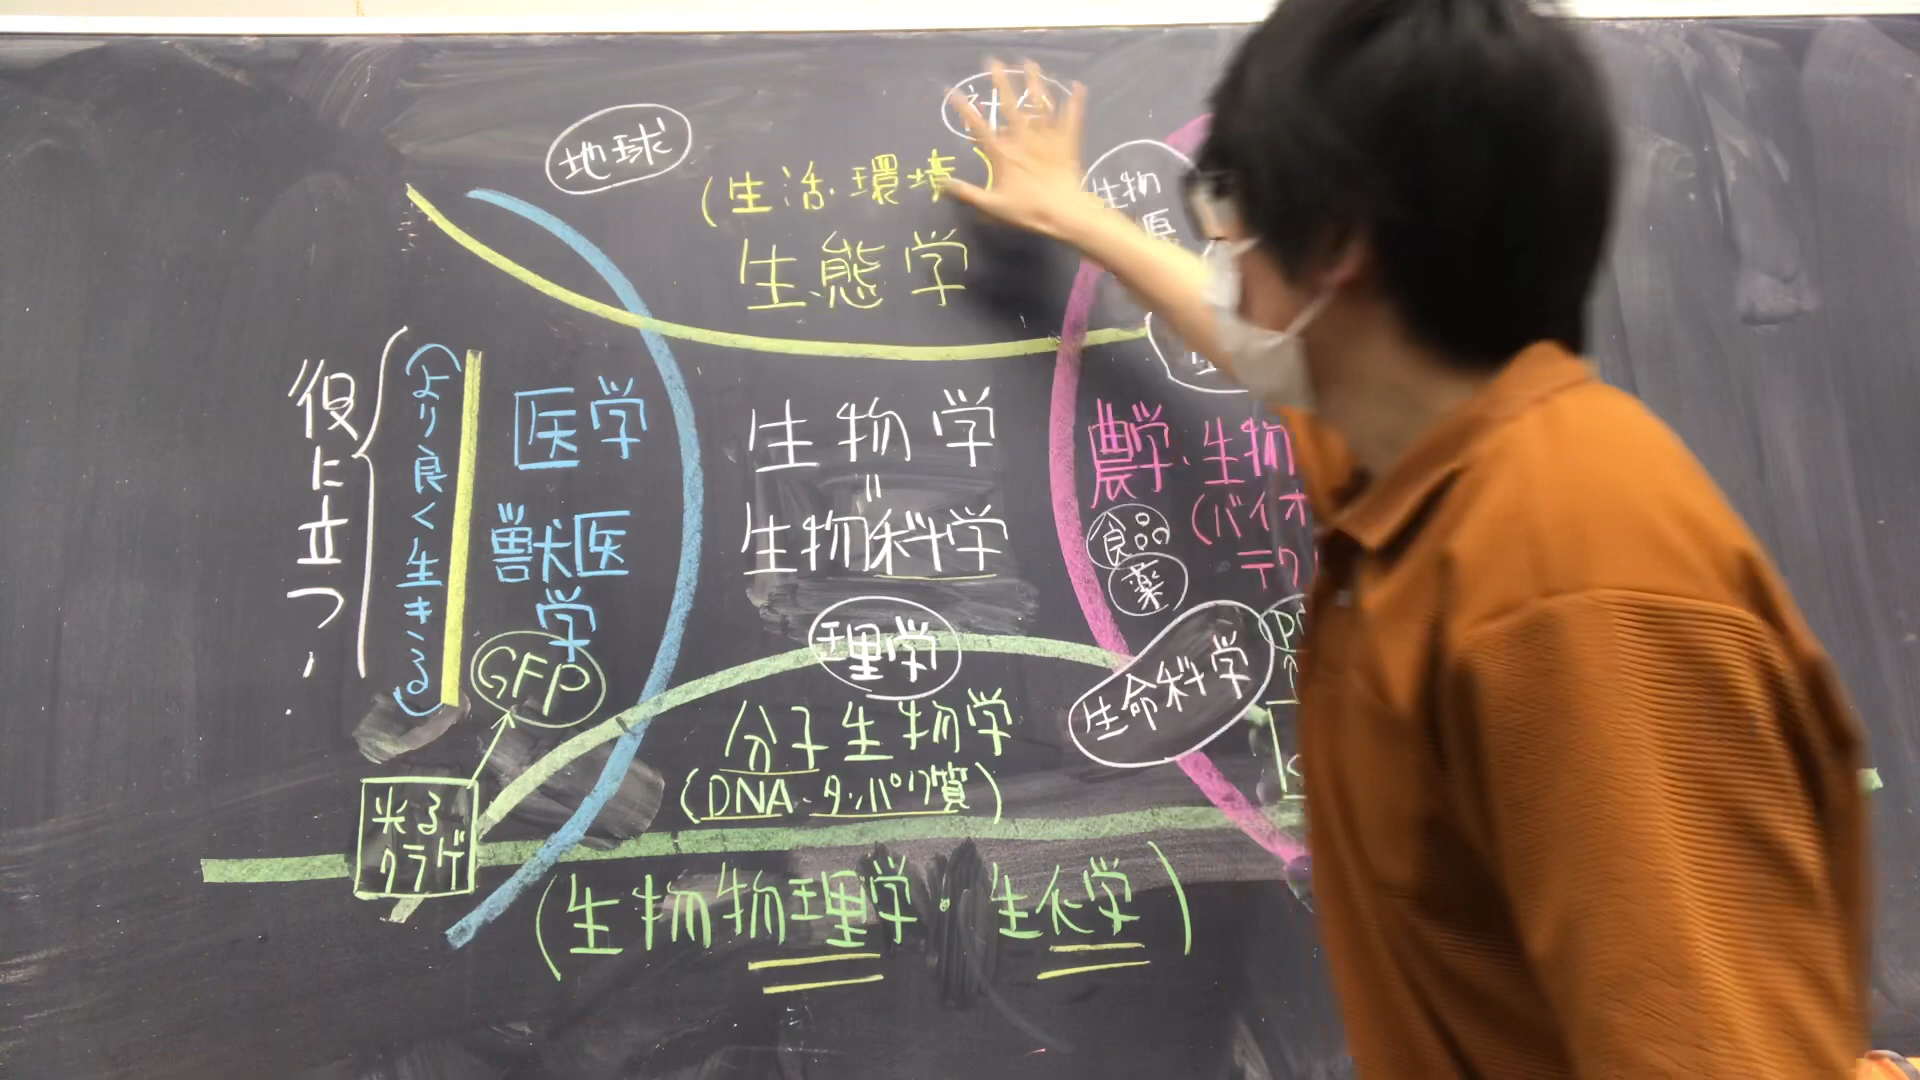 地球
(生活・環境)
生態学
生物
役に立つ
(より良く生きる)
医学
獣医
学
生物学
=
生物科学
農学・生物
(バイオ
テク
食品
薬
理学
生命科学
GFP
分子生物学
(DNA・タンパク質)
光る
クラゲ
(生物物理学・生化学)